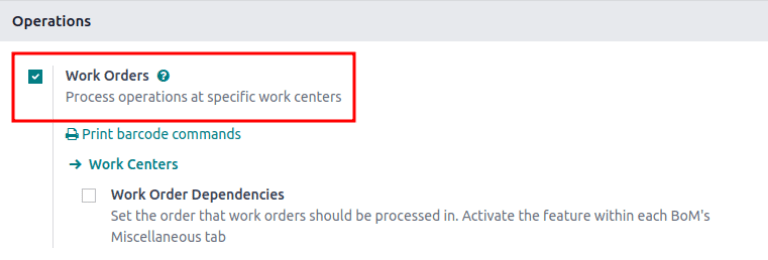 Operations
Work Orders ?
Process operations at specific work centers
Print barcode commands
Work Centers
Work Order Dependencies
Set the order that work orders should be processed in. Activate the feature within each BoM's
Miscellaneous tab